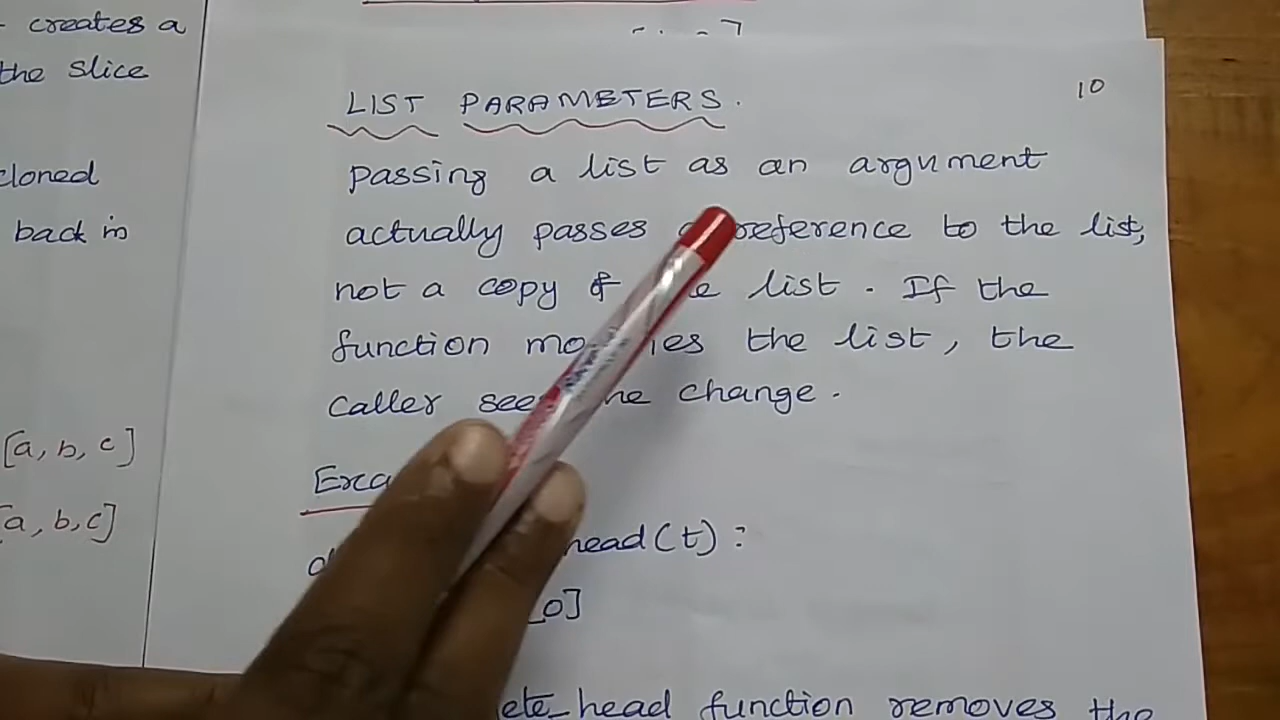 creates a
the slice
cloned
back in
[a, b, c]
[a, b, c]
10
LIST PARAMETERS.
passing a list as an argument
actually passes reference to the list,
not a copy of list. If the
function the list, the
caller change.
head(t):
0]
head function removes the